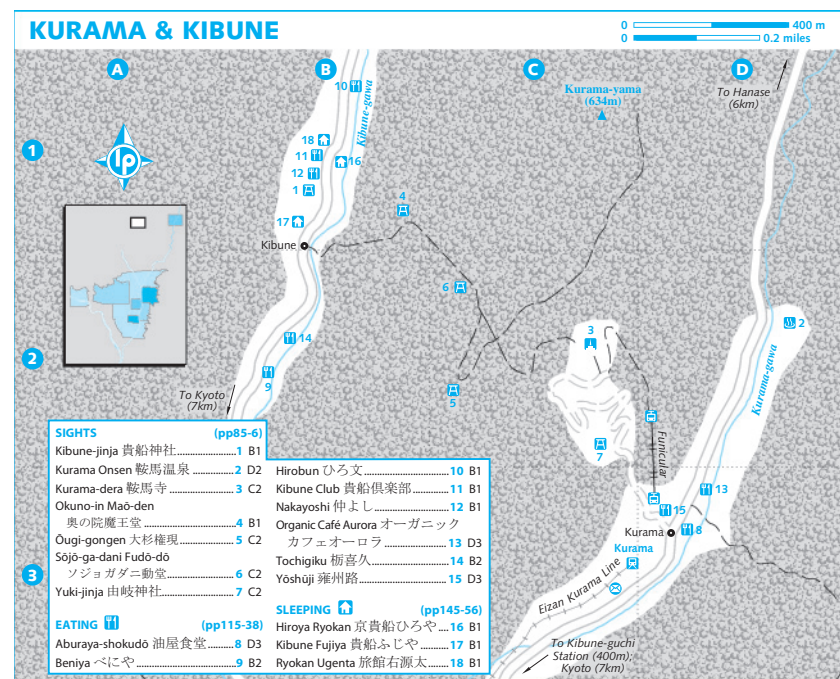 KURAMA & KIBUNE
0 400 m
0 0.2 miles
A B C D
1
2
3
lp
Kurama-yama
(634m)
To Hanase
(6km)
Kibune-gawa
10
18
11
16
12
1
4
17
Kibune
6
14
3
2
9
5
Kurama-gawa
To Kyoto
(7km)
Funicular
7
13
15
Kurama
8
Kurama
Eizan Kurama Line
To Kibune-guchi
Station (400m);
Kyoto (7km)
SIGHTS (pp85-6)
Kibune-jinja 貴船神社 1 B1
Kurama Onsen 鞍馬温泉 2 D2
Kurama-dera 鞍馬寺 3 C2
Okuno-in Maō-den
奥の院魔王堂 4 B1
Ōugi-gongen 大杉権現 5 C2
Sōjō-ga-dani Fudō-dō
ソジョガダニ動堂 6 C2
Yuki-jinja 由岐神社 7 C2
EATING (pp115-38)
Aburaya-shokudō 油屋食堂 8 D3
Beniya べにや 9 B2
Hirobun ひろ文 10 B1
Kibune Club 貴船倶楽部 11 B1
Nakayoshi 仲よし 12 B1
Organic Café Aurora オーガニック
カフェオーロラ 13 D3
Tochigiku 栃喜久 14 B2
Yōshūji 雍州路 15 D3
SLEEPING (pp145-56)
Hiroya Ryokan 京貴船ひろや 16 B1
Kibune Fujiya 貴船ふじや 17 B1
Ryokan Ugenta 旅館右源太 18 B1